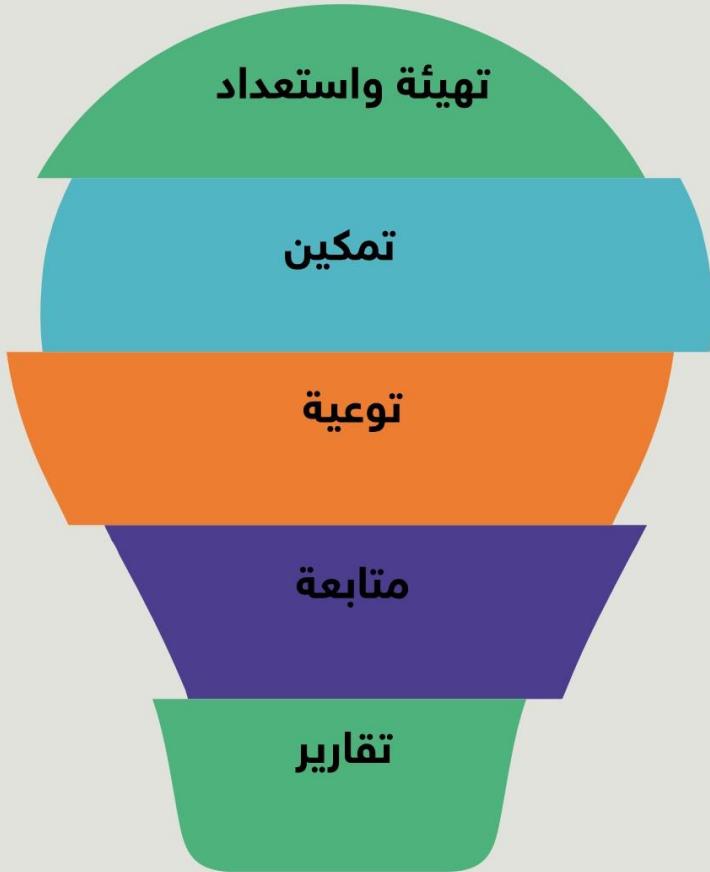 تهيئة واستعداد
تمكين
توعية
متابعة
تقارير